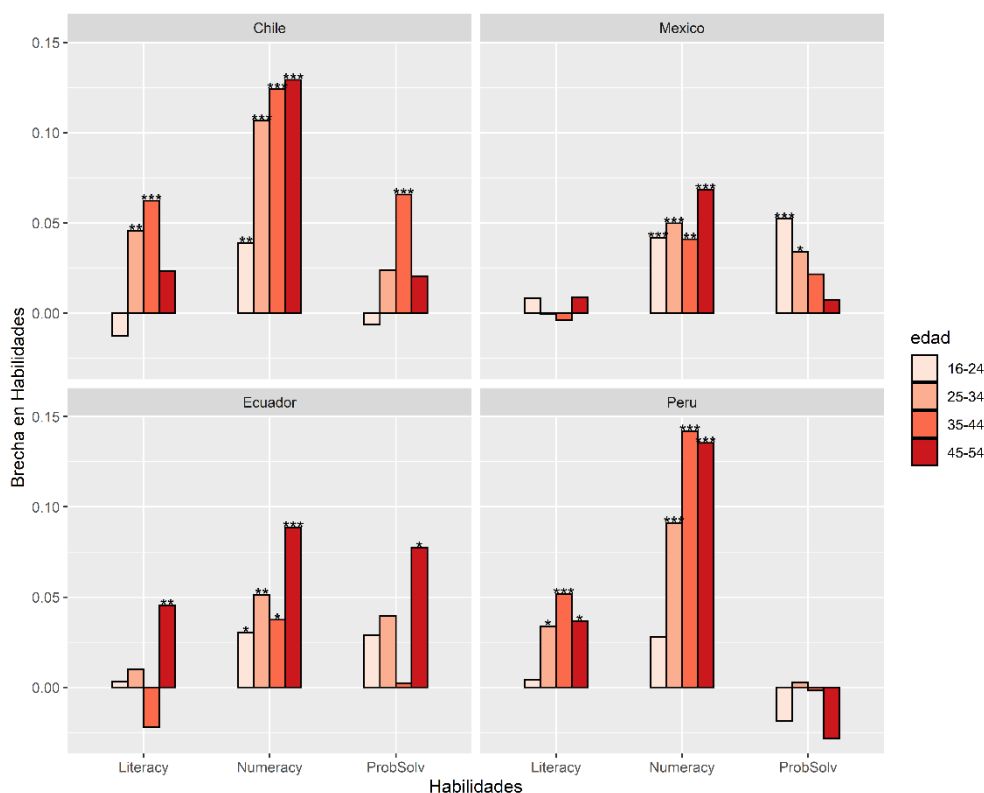 Chile
Mexico
0.15
0.10
0.05
0.00
** *** *** **
*** *** *** ***
*** *** ** *** *** *
Ecuador
Peru
0.15
0.10
0.05
0.00
** * ** * *** *
* *** * *** *** ***
Literacy Numeracy ProbSolv
Literacy Numeracy ProbSolv
Habilidades
Brecha en Habilidades
edad
16-24
25-34
35-44
45-54